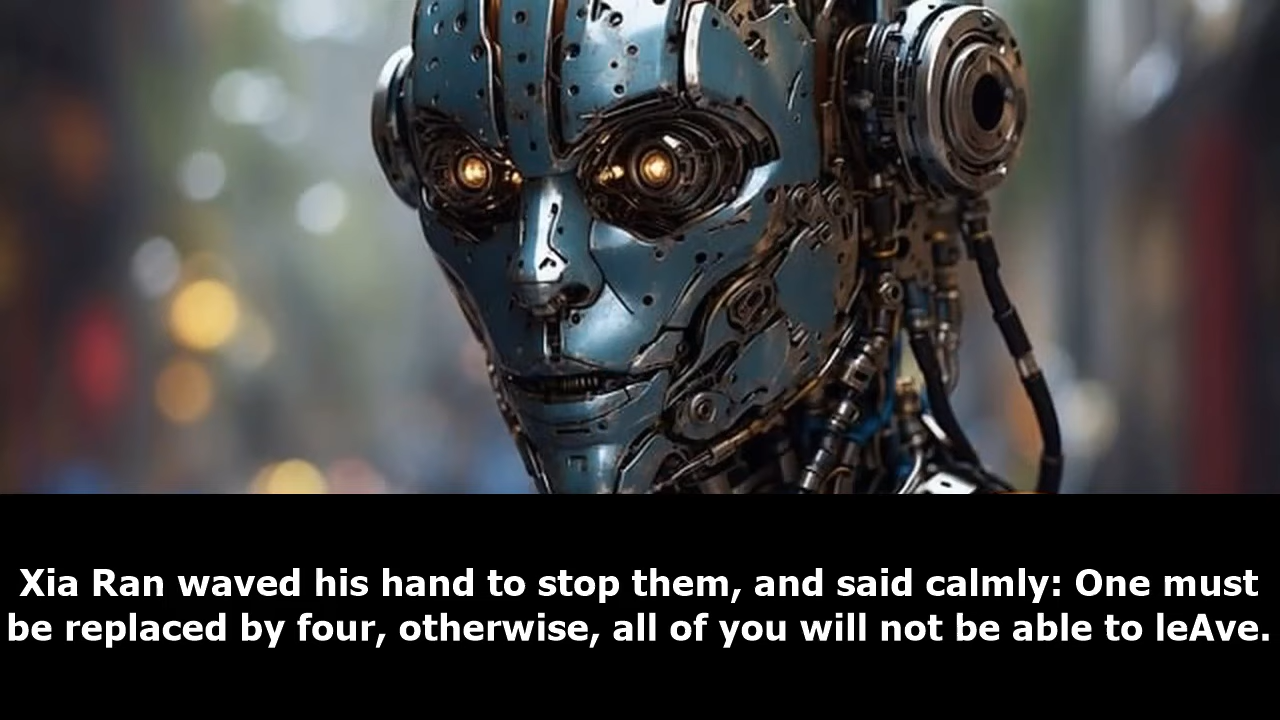 Xia Ran waved his hand to stop them, and said calmly: One must
be replaced by four, otherwise, all of you will not be able to leAve.